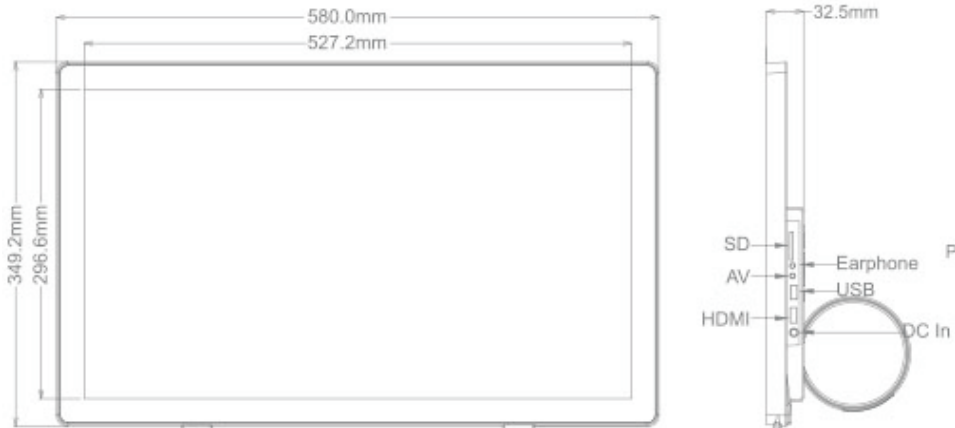 580.0mm
32.5mm
527.2mm
349.2mm
296.6mm
SD
Earphone
P
AV
USB
HDMI
DC In